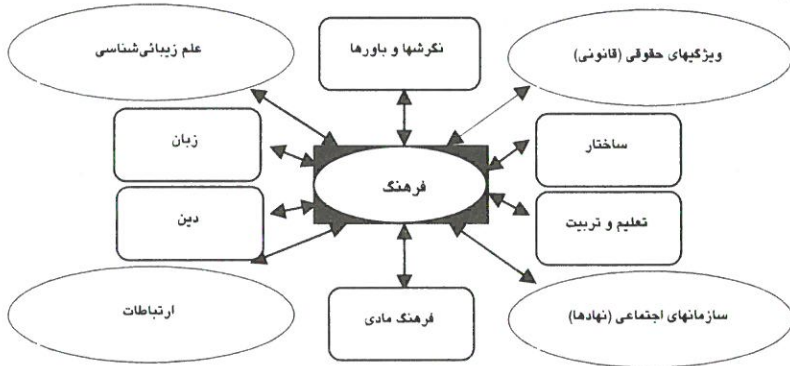 ویژگیهای حقوقی (قانونی)
نگرشها و باورها
علم زیبائی‌شناسی
ساختار
زبان
فرهنگ
تعلیم و تربیت
دین
سازمانهای اجتماعی (نهادها)
فرهنگ مادی
ارتباطات